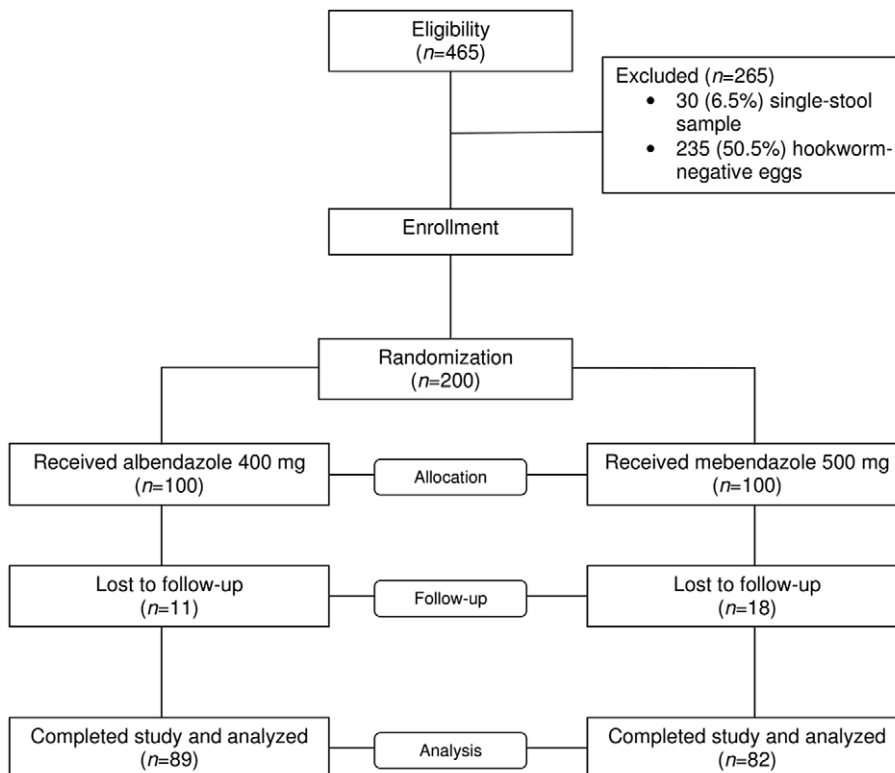 Eligibility
(n=465)
Excluded (n=265)
• 30 (6.5%) single-stool
sample
• 235 (50.5%) hookworm-
negative eggs
Enrollment
Randomization
(n=200)
Received albendazole 400 mg
(n=100)
Allocation
Received mebendazole 500 mg
(n=100)
Lost to follow-up
(n=11)
Follow-up
Lost to follow-up
(n=18)
Completed study and analyzed
(n=89)
Analysis
Completed study and analyzed
(n=82)